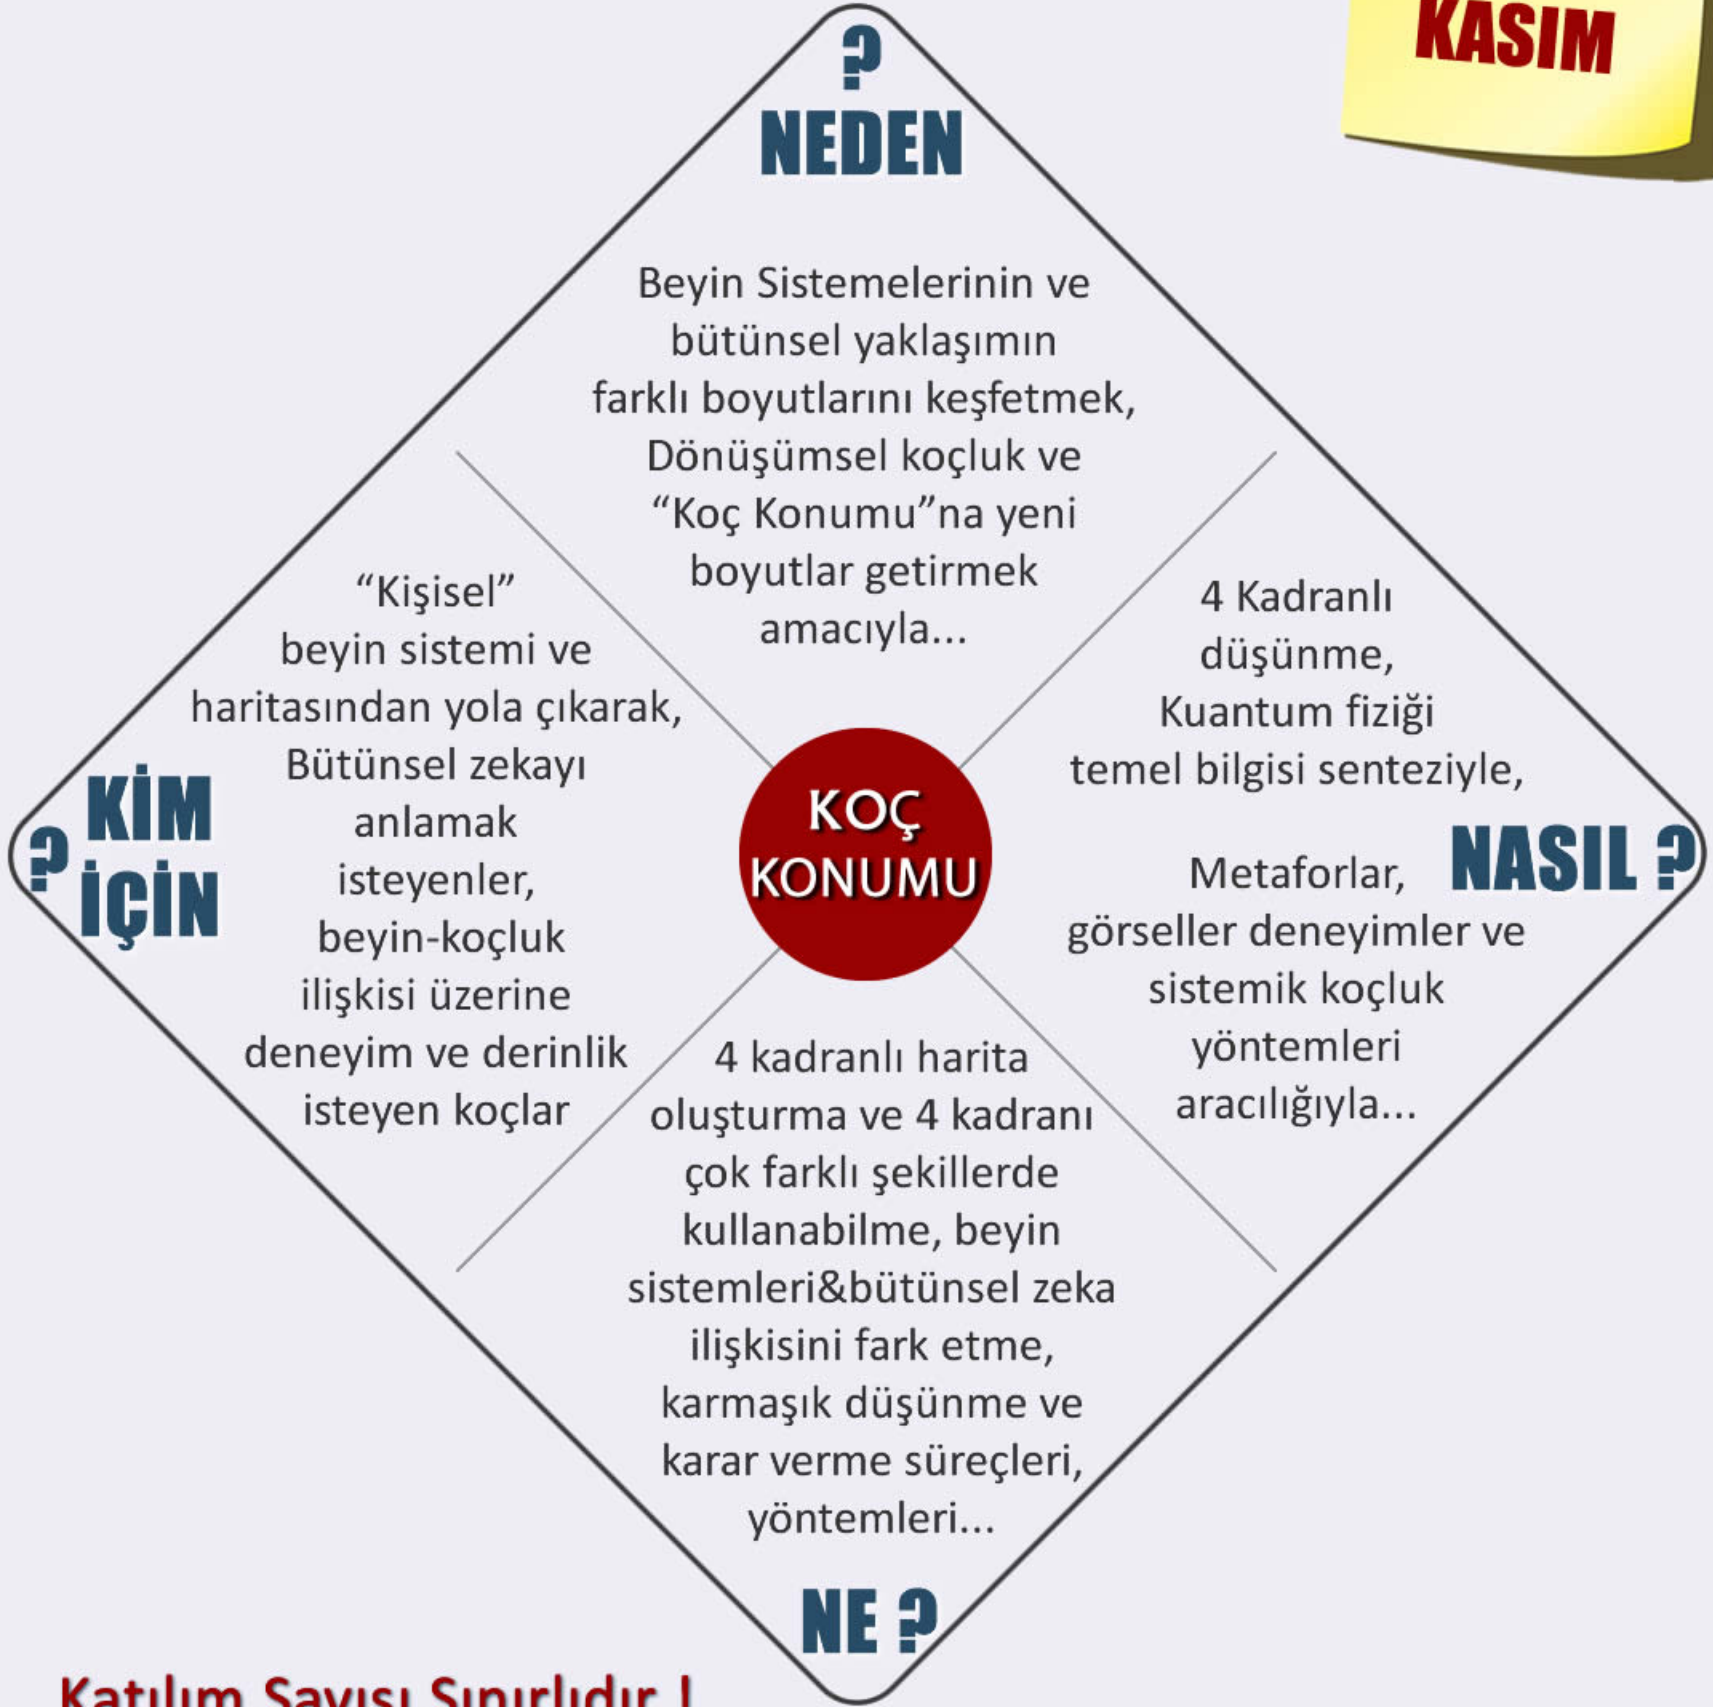 KASIM
?
NEDEN
Beyin Sistemelerinin ve
bütünsel yaklaşımın
farklı boyutlarını keşfetmek,
Dönüşümsel koçluk ve
“Koç Konumu”na yeni
boyutlar getirmek
amacıyla...
? KİM
İÇİN
“Kişisel”
beyin sistemi ve
haritasından yola çıkarak,
Bütünsel zekayı
anlamak
isteyenler,
beyin-koçluk
ilişkisi üzerine
deneyim ve derinlik
isteyen koçlar
KOÇ
KONUMU
4 Kadranlı
düşünme,
Kuantum fiziği
temel bilgisi senteziyle,
Metaforlar,
görseller deneyimler ve
sistemik koçluk
yöntemleri
aracılığıyla...
NASIL ?
4 kadranlı harita
oluşturma ve 4 kadranı
çok farklı şekillerde
kullanabilme, beyin
sistemleri&bütünsel zeka
ilişkisini fark etme,
karmaşık düşünme ve
karar verme süreçleri,
yöntemleri...
NE ?
Katılım Sayısı Sınırlıdır !